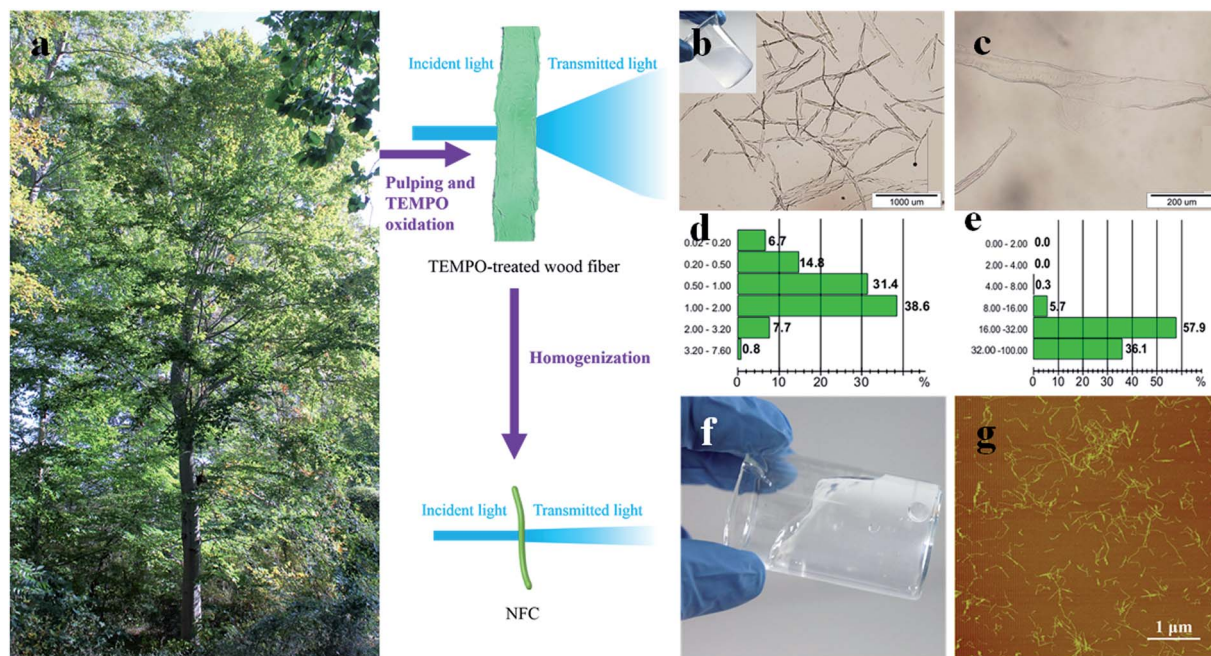 a
Incident light
Transmitted light
Pulping and
TEMPO
oxidation
TEMPO-treated wood fiber
Homogenization
Incident light
Transmitted light
NFC
b
1000 um
c
200 um
d
0.02 - 0.20
6.7
0.20 - 0.50
14.8
0.50 - 1.00
31.4
1.00 - 2.00
38.6
2.00 - 3.20
7.7
3.20 - 7.60
0.8
0 10 20 30 %
e
0.00 - 2.00
0.0
2.00 - 4.00
0.0
4.00 - 8.00
0.3
8.00 -16.00
5.7
16.00 -32.00
57.9
32.00 -100.00
36.1
0 10 20 30 40 50 %
f
g
1 μm